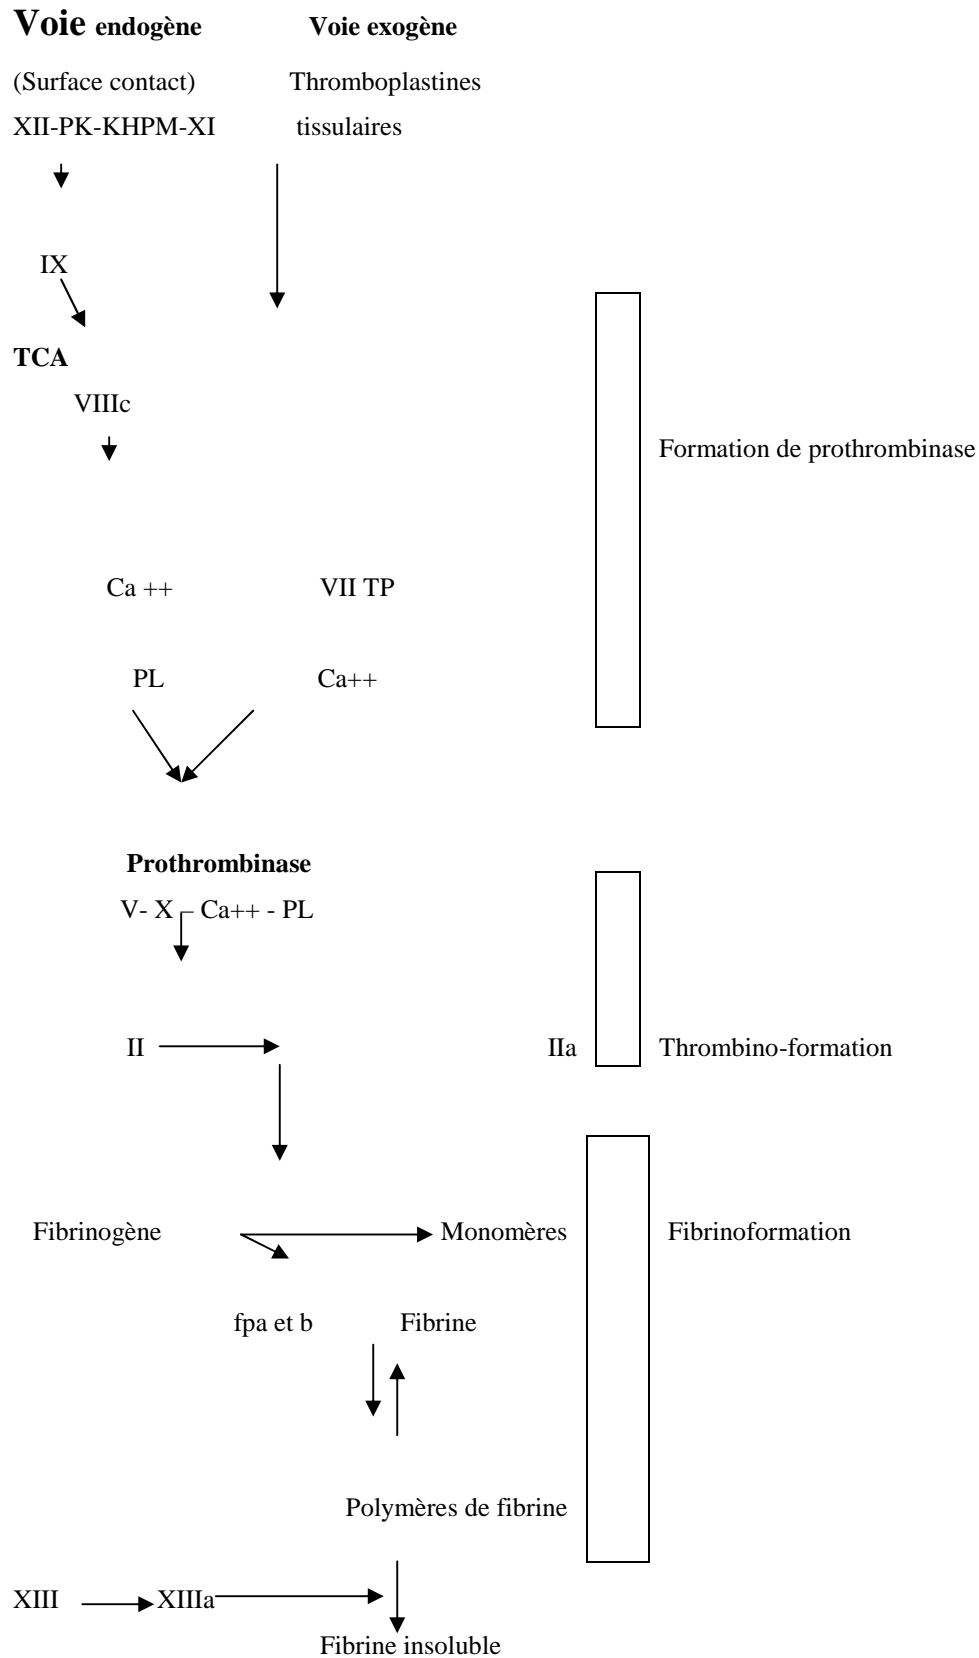 Voie endogène Voie exogène
(Surface contact) Thromboplastines
XII-PK-KHPM-XI tissulaires
IX
TCA
VIIIc
Formation de prothrombinase
Ca ++ VII TP
PL Ca++
Prothrombinase
V- X – Ca++ - PL
II IIa Thrombino-formation
Fibrinogène Monomères Fibrinoformation
fpa et b Fibrine
Polymères de fibrine
XIII XIIIa
Fibrine insoluble